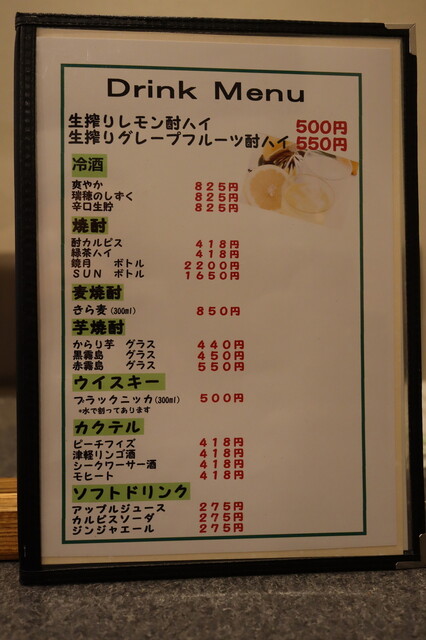 Drink Menu
生搾りレモン酎ハイ 500円
生搾りグレープフルーツ酎ハイ 550円
冷酒
爽やか 825円
瑞穂のしずく 825円
辛口生貯 825円
焼酎
酎カルピス 418円
緑茶ハイ 418円
鏡月 ボトル 2200円
SUN ボトル 1650円
麦焼酎
きら麦(300ml) 850円
芋焼酎
からり芋 グラス 440円
黒霧島 グラス 450円
赤霧島 グラス 550円
ウイスキー
ブラックニッカ(300ml) 500円
*水で割ってあります
カクテル
ピーチフィズ 418円
津軽リンゴ酒 418円
シークワーサー酒 418円
モヒート 418円
ソフトドリンク
アップルジュース 275円
カルピスソーダ 275円
ジンジャエール 275円